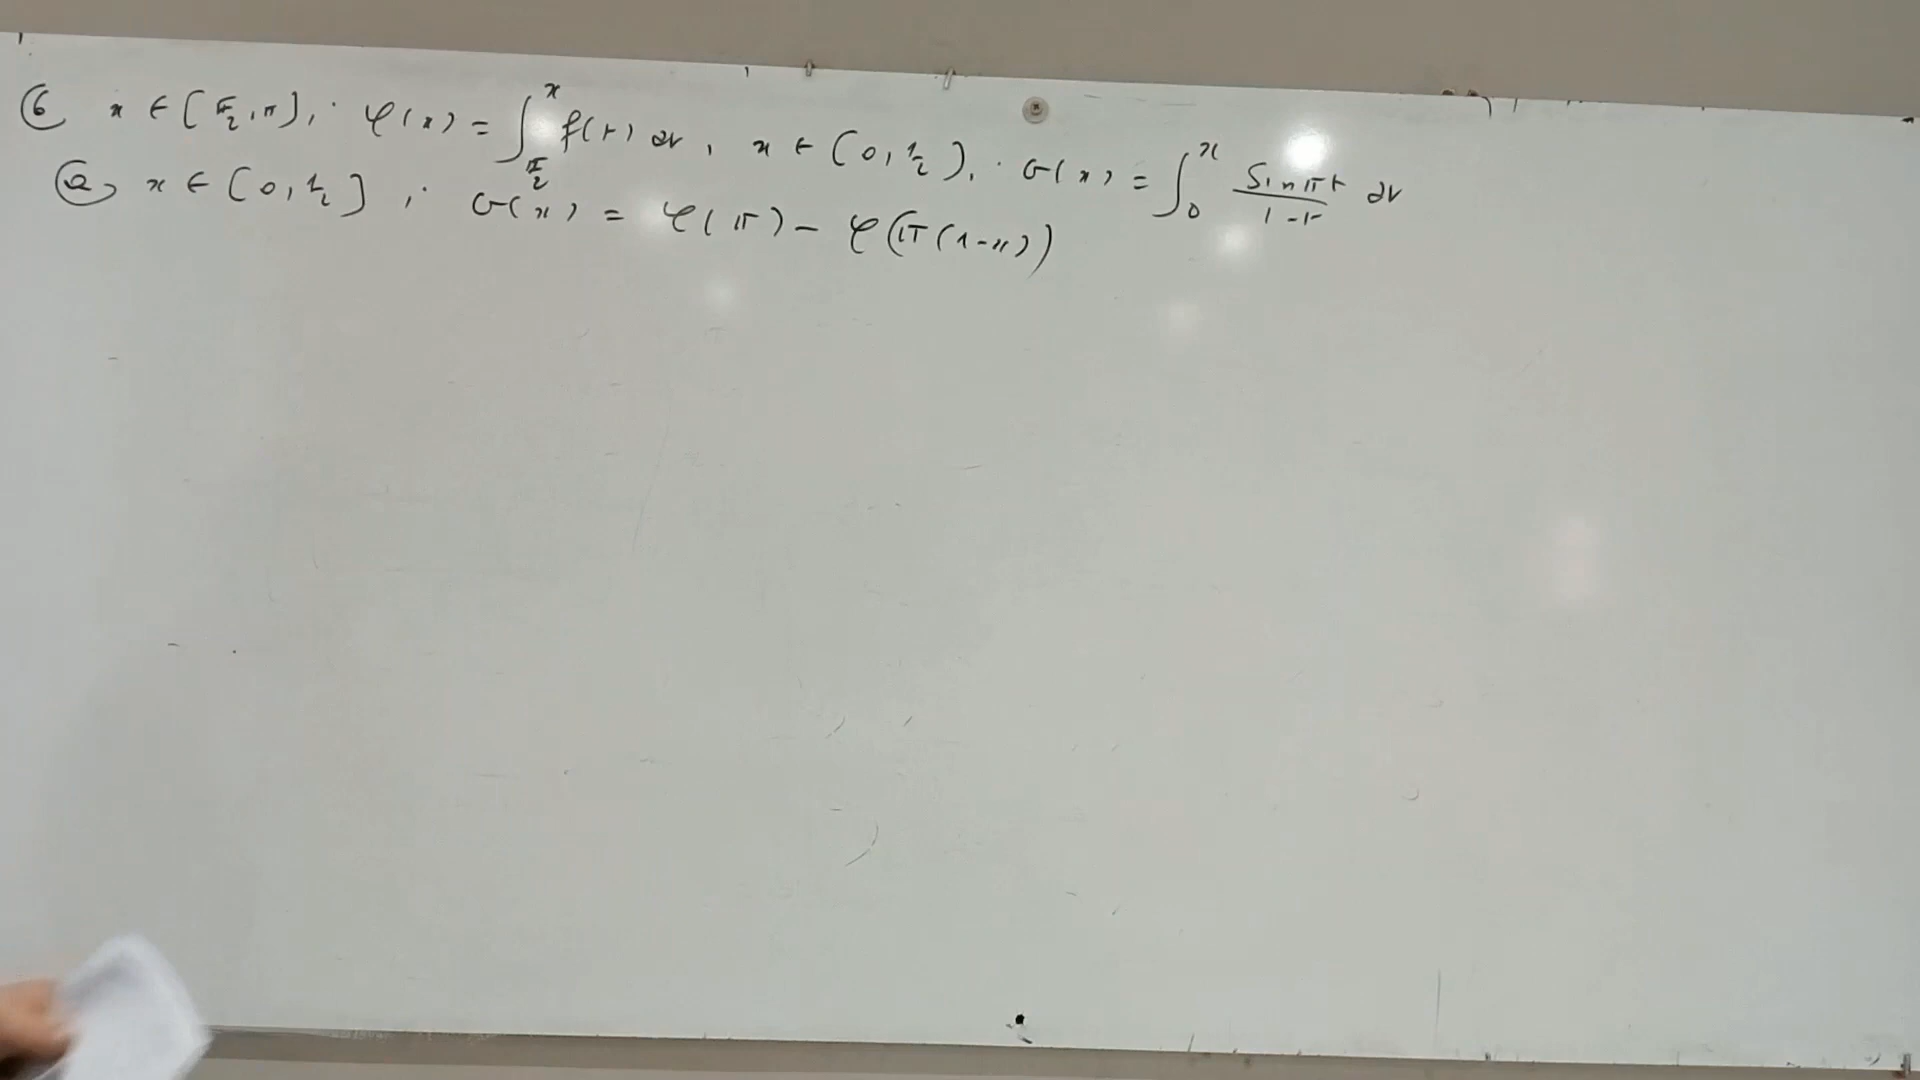 ⑥ x ∈ [π/2, π], φ(x) = ∫_{π/2}^{x} f(t) dt, x ∈ [0, 1/2], G(x) = ∫_0^x sin πt / (1-t) dt
ⓐ x ∈ [0, 1/2], G(x) = φ(π) - φ(π(1-x))